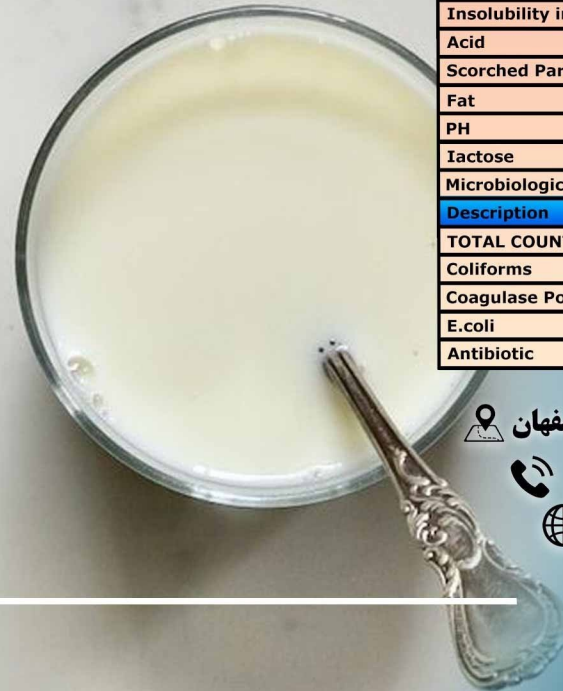 Insolubility i
Acid
Scorched Par
Fat
PH
Iactose
Microbiologic
Description
TOTAL COUN
Coliforms
Coagulase Po
E.coli
Antibiotic
فهان